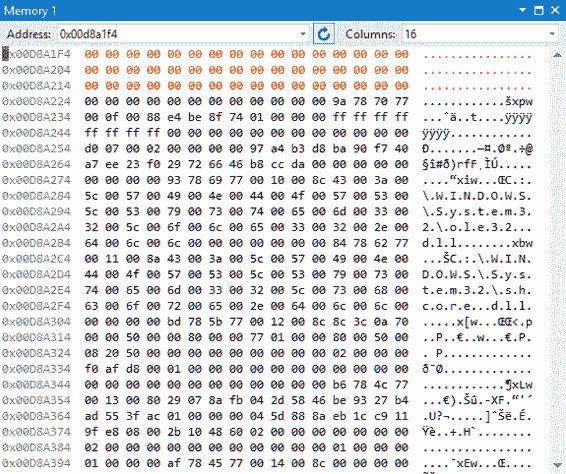 Memory 1
Address: 0x00d8a1f4 Columns: 16
0x00D8A1F4 00 00 00 00 00 00 00 00 00 00 00 00 00 00 00 00 ................
0x00D8A204 00 00 00 00 00 00 00 00 00 00 00 00 00 00 00 00 ................
0x00D8A214 00 00 00 00 00 00 00 00 00 00 00 00 00 00 00 00 ................
0x00D8A224 00 00 00 00 00 00 00 00 00 00 00 00 9a 78 70 77 ............šxpw
0x00D8A234 00 0f 00 88 e4 be 8f 74 01 00 00 00 ff ff ff ff ...ˆä..t....ÿÿÿÿ
0x00D8A244 ff ff ff ff 00 00 00 00 00 00 00 00 00 00 00 00 ÿÿÿÿ............
0x00D8A254 d0 07 00 02 00 00 00 00 97 a4 b3 d8 ba 90 f7 40 Ð.......—¤.Øº.÷@
0x00D8A264 a7 ee 23 f0 29 72 66 46 b8 cc da 00 00 00 00 00 §î#ð)rfF¸ÌÚ.....
0x00D8A274 00 00 00 00 93 78 69 77 00 10 00 8c 43 00 3a 00 ....“xiw...ŒC.:.
0x00D8A284 5c 00 57 00 49 00 4e 00 44 00 4f 00 57 00 53 00 \.W.I.N.D.O.W.S.
0x00D8A294 5c 00 53 00 79 00 73 00 74 00 65 00 6d 00 33 00 \.S.y.s.t.e.m.3.
0x00D8A2A4 32 00 5c 00 6f 00 6c 00 65 00 33 00 32 00 2e 00 2.\.o.l.e.3.2...
0x00D8A2B4 64 00 6c 00 6c 00 00 00 00 00 00 00 84 78 62 77 d.l.l........xbw
0x00D8A2C4 00 11 00 8a 43 00 3a 00 5c 00 57 00 49 00 4e 00 ...ŠC.:.\.W.I.N.
0x00D8A2D4 44 00 4f 00 57 00 53 00 5c 00 53 00 79 00 73 00 D.O.W.S.\.S.y.s.
0x00D8A2E4 74 00 65 00 6d 00 33 00 32 00 5c 00 73 00 68 00 t.e.m.3.2.\.s.h.
0x00D8A2F4 63 00 6f 00 72 00 65 00 2e 00 64 00 6c 00 6c 00 c.o.r.e...d.l.l.
0x00D8A304 00 00 00 00 bd 78 5b 77 00 12 00 8c 8c 3c 0a 70 .....x[w...ŒŒ<.p
0x00D8A314 00 00 50 00 00 80 00 00 77 01 00 00 80 00 50 00 ..P..€..w...€.P.
0x00D8A324 08 20 50 00 00 00 00 00 00 00 00 00 02 00 00 00 . P.............
0x00D8A334 f0 af d8 00 01 00 00 00 00 00 00 00 00 00 00 00 ð¯Ø.............
0x00D8A344 00 00 00 00 00 00 00 00 00 00 00 00 b6 78 4c 77 ............¶xLw
0x00D8A354 00 13 00 80 29 07 8a fb 04 2d 58 46 be 93 27 b4 ...€).Šû.-XF.“'´
0x00D8A364 ad 55 3f ac 01 00 00 00 04 5d 88 8a eb 1c c9 11 .U?¬.....]ˆŠë.É.
0x00D8A374 9f e8 08 00 2b 10 48 60 02 00 00 00 00 00 00 00 Ÿè..+.H`........
0x00D8A384 02 00 00 00 00 00 00 00 00 00 00 00 01 00 00 00 ................
0x00D8A394 01 00 00 00 af 78 45 77 00 14 00 8c 00 00 00 00 ....¯xEw...Œ....